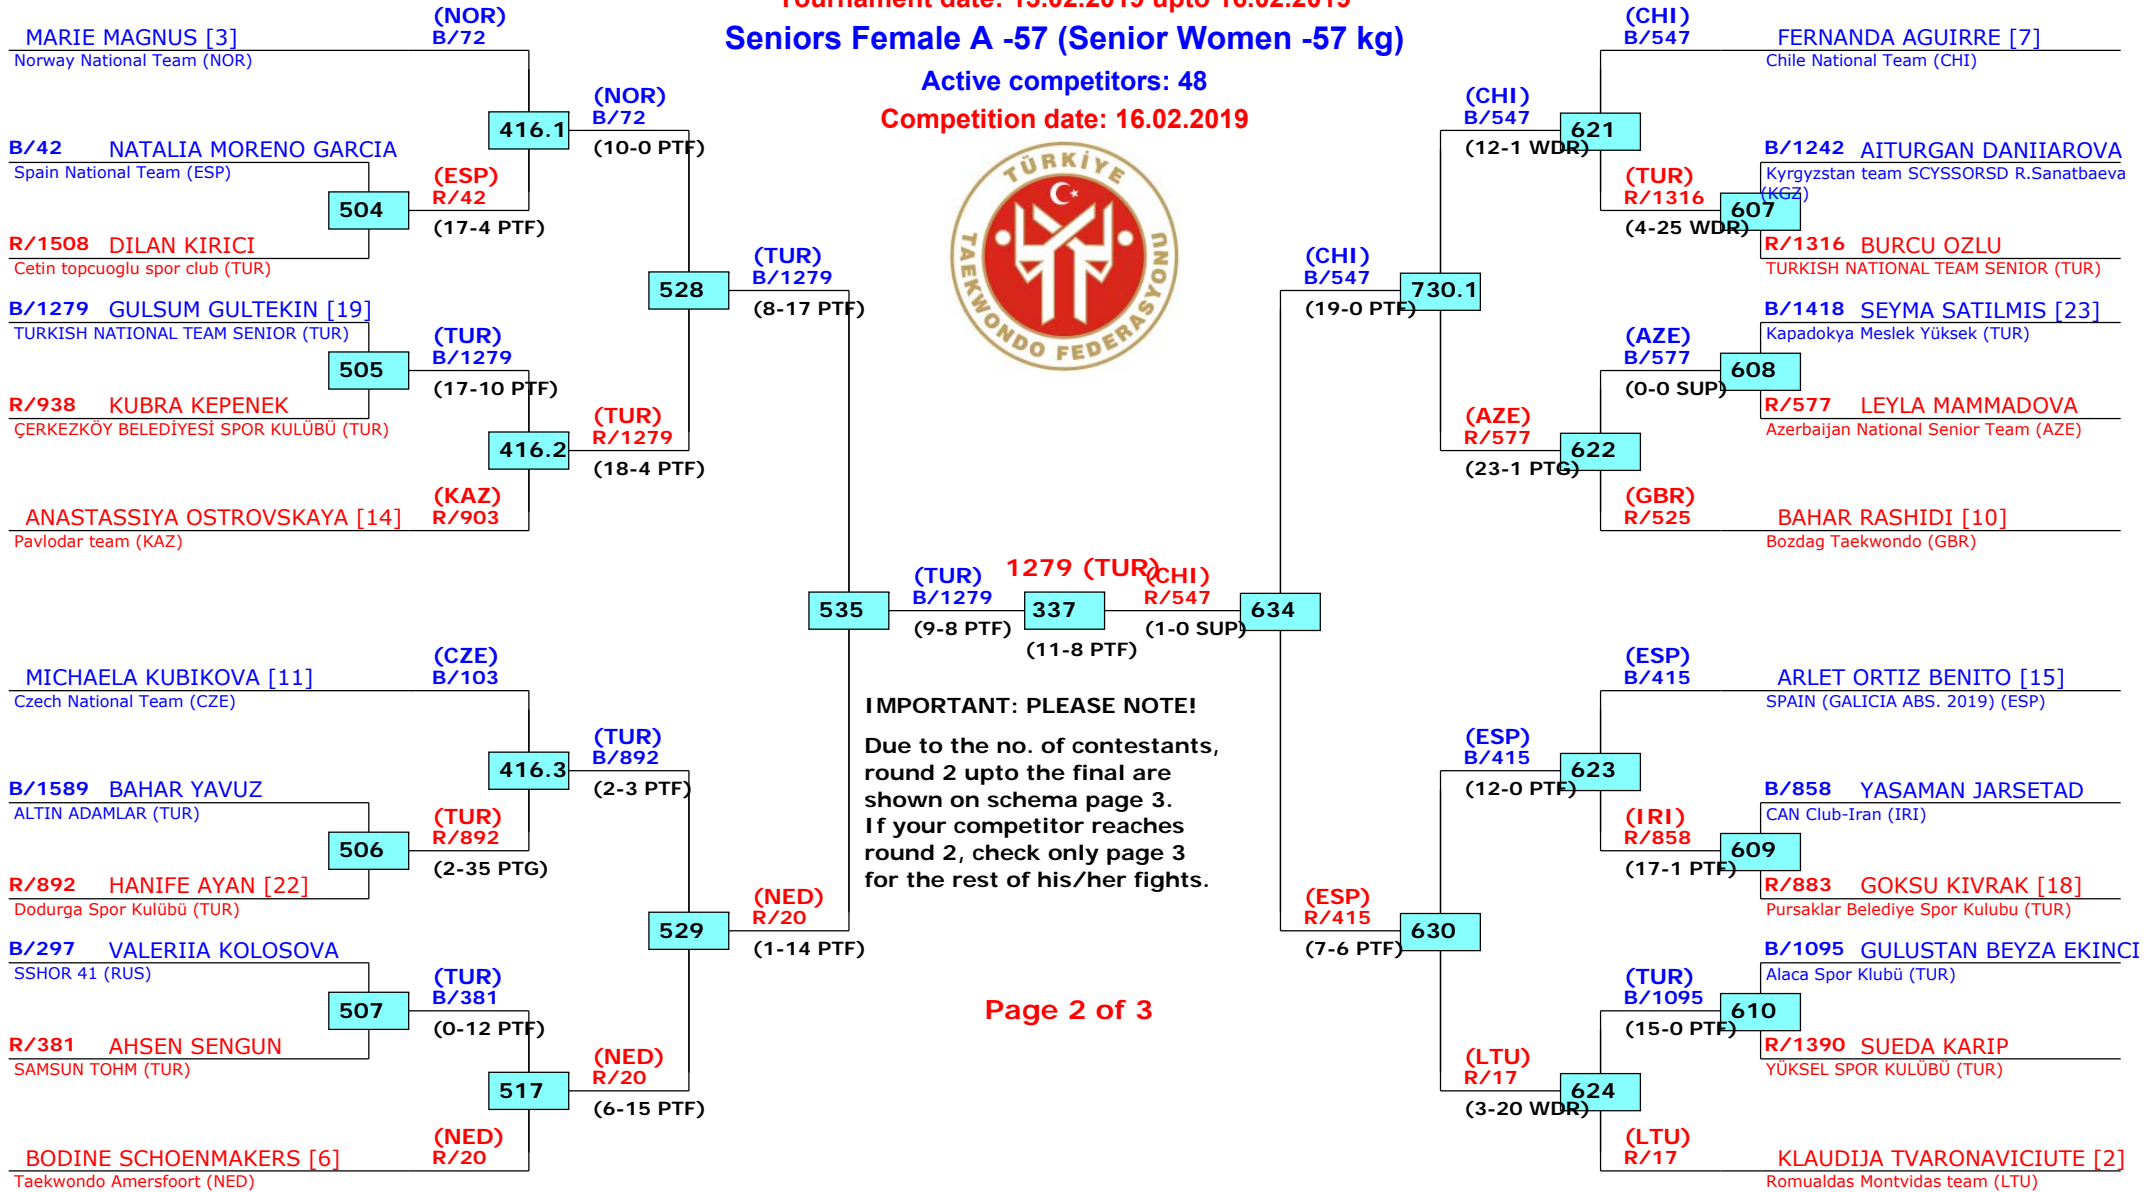 Tournament date: 13.02.2019 upto 16.02.2019
Seniors Female A -57 (Senior Women -57 kg)
Active competitors: 48
Competition date: 16.02.2019
TÜRKİYE
TAEKWONDO FEDERASYONU
(NOR)
MARIE MAGNUS [3] B/72
Norway National Team (NOR)
(NOR)
B/72
416.1
(10-0 PTF)
B/42 NATALIA MORENO GARCIA
Spain National Team (ESP)
(ESP)
R/42
504
(17-4 PTF)
R/1508 DILAN KIRICI
Cetin topcuoglu spor club (TUR)
(TUR)
B/1279
528
(8-17 PTF)
B/1279 GULSUM GULTEKIN [19]
TURKISH NATIONAL TEAM SENIOR (TUR)
(TUR)
B/1279
505
(17-10 PTF)
R/938 KUBRA KEPENEK
ÇERKEZKÖY BELEDİYESİ SPOR KULÜBÜ (TUR)
(TUR)
R/1279
416.2
(18-4 PTF)
(KAZ)
ANASTASSIYA OSTROVSKAYA [14] R/903
Pavlodar team (KAZ)
1279 (TUR)
(TUR)
B/1279
535
(9-8 PTF)
337
(11-8 PTF)
(CHI)
R/547
634
(1-0 SUP)
(CZE)
MICHAELA KUBIKOVA [11] B/103
Czech National Team (CZE)
(TUR)
B/892
416.3
(2-3 PTF)
B/1589 BAHAR YAVUZ
ALTIN ADAMLAR (TUR)
(TUR)
R/892
506
(2-35 PTG)
R/892 HANIFE AYAN [22]
Dodurga Spor Kulübü (TUR)
(NED)
R/20
529
(1-14 PTF)
B/297 VALERIIA KOLOSOVA
SSHOR 41 (RUS)
(TUR)
B/381
507
(0-12 PTF)
R/381 AHSEN SENGUN
SAMSUN TOHM (TUR)
(NED)
R/20
517
(6-15 PTF)
(NED)
BODINE SCHOENMAKERS [6] R/20
Taekwondo Amersfoort (NED)
IMPORTANT: PLEASE NOTE!
Due to the no. of contestants,
round 2 upto the final are
shown on schema page 3.
If your competitor reaches
round 2, check only page 3
for the rest of his/her fights.
Page 2 of 3
(CHI)
B/547 FERNANDA AGUIRRE [7]
Chile National Team (CHI)
(CHI)
B/547
621
(12-1 WDR)
B/1242 AITURGAN DANIIAROVA
Kyrgyzstan team SCYSSORSD R.Sanatbaeva
(KGZ)
(TUR)
R/1316
607
(4-25 WDR)
R/1316 BURCU OZLU
TURKISH NATIONAL TEAM SENIOR (TUR)
(CHI)
B/547
730.1
(19-0 PTF)
B/1418 SEYMA SATILMIS [23]
Kapadokya Meslek Yüksek (TUR)
(AZE)
B/577
608
(0-0 SUP)
R/577 LEYLA MAMMADOVA
Azerbaijan National Senior Team (AZE)
(AZE)
R/577
622
(23-1 PTG)
(GBR)
R/525 BAHAR RASHIDI [10]
Bozdag Taekwondo (GBR)
(ESP)
B/415 ARLET ORTIZ BENITO [15]
SPAIN (GALICIA ABS. 2019) (ESP)
(ESP)
B/415
623
(12-0 PTF)
B/858 YASAMAN JARSETAD
CAN Club-Iran (IRI)
(IRI)
R/858
609
(17-1 PTF)
R/883 GOKSU KIVRAK [18]
Pursaklar Belediye Spor Kulubu (TUR)
(ESP)
R/415
630
(7-6 PTF)
B/1095 GULUSTAN BEYZA EKINCI
Alaca Spor Klubü (TUR)
(TUR)
B/1095
610
(15-0 PTF)
R/1390 SUEDA KARIP
YÜKSEL SPOR KULÜBÜ (TUR)
(LTU)
R/17
624
(3-20 WDR)
(LTU)
R/17 KLAUDIJA TVARONAVICIUTE [2]
Romualdas Montvidas team (LTU)